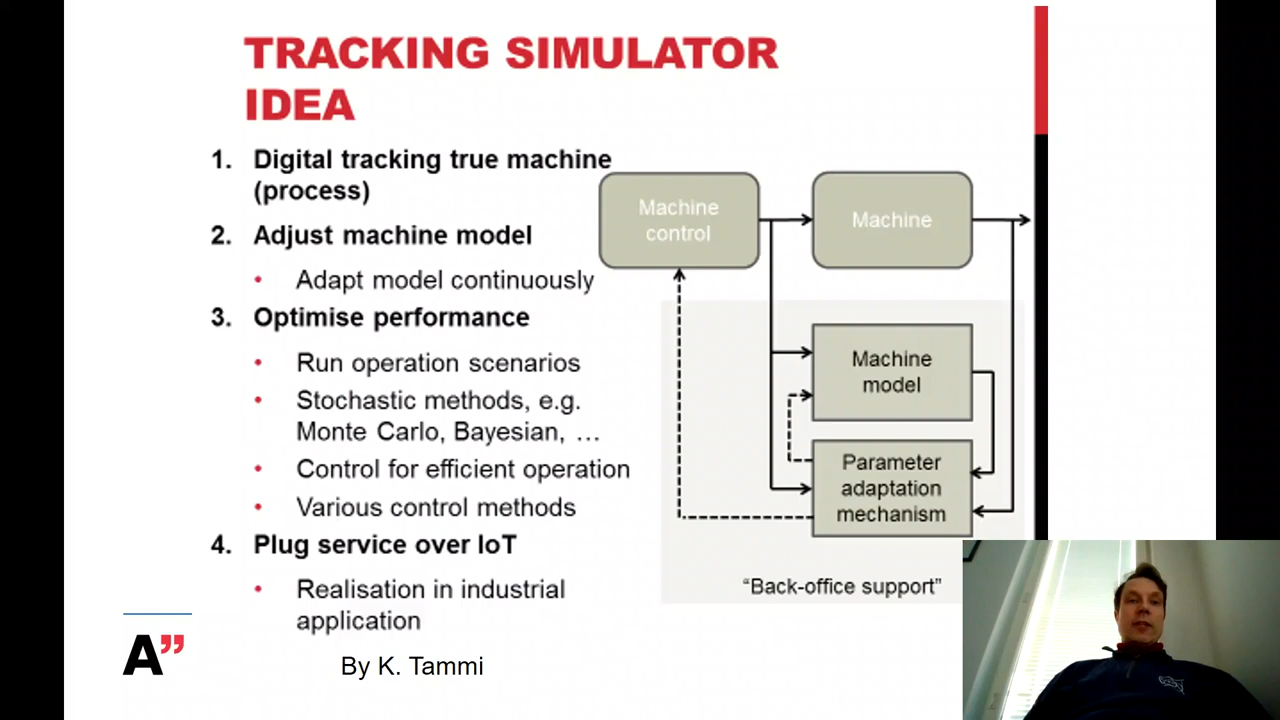 TRACKING SIMULATOR
IDEA
1. Digital tracking true machine
(process)
2. Adjust machine model
• Adapt model continuously
3. Optimise performance
• Run operation scenarios
• Stochastic methods, e.g.
Monte Carlo, Bayesian, …
• Control for efficient operation
• Various control methods
4. Plug service over IoT
• Realisation in industrial
application
Machine
control
Machine
Machine
model
Parameter
adaptation
mechanism
“Back-office support”
A”
By K. Tammi